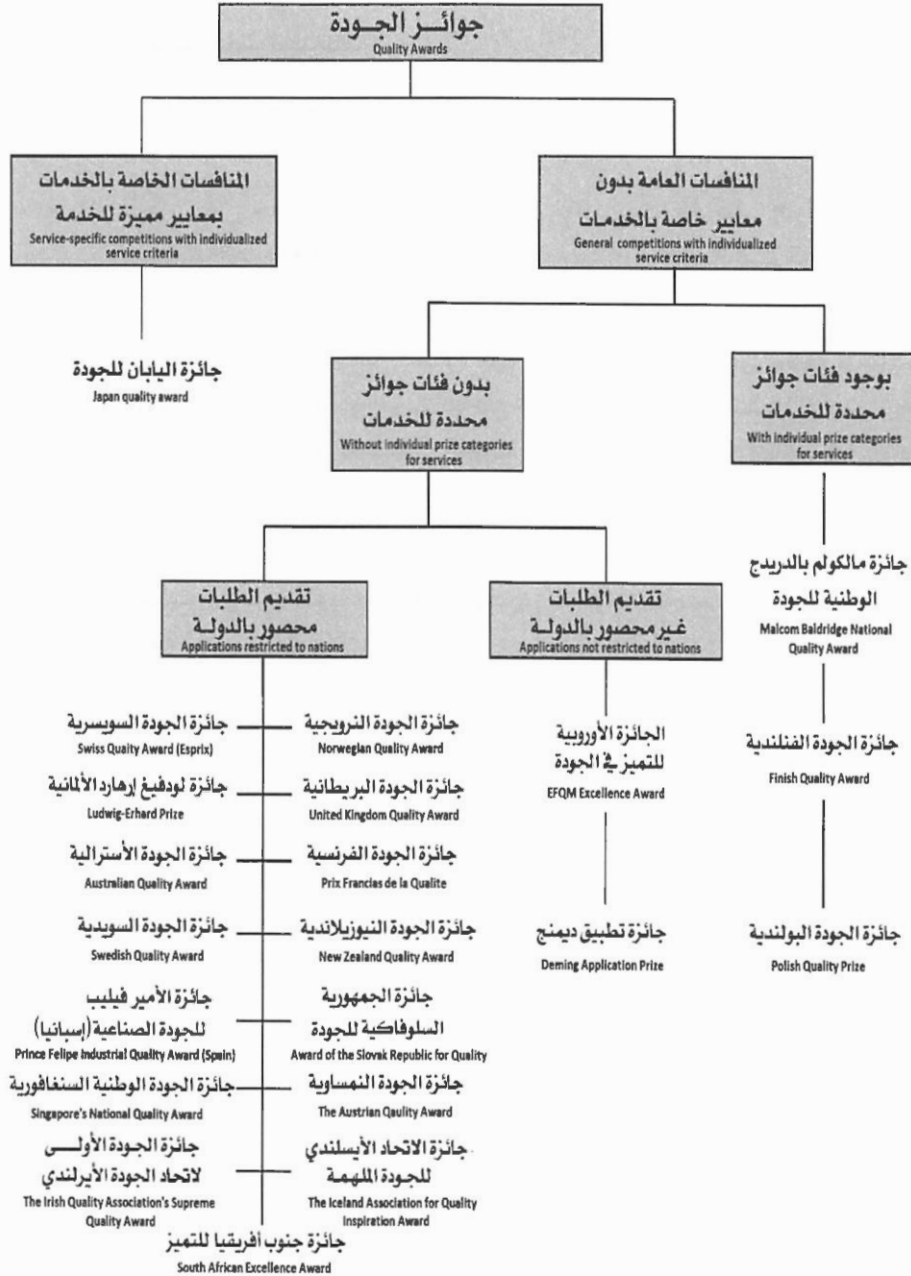 جوائــز الجــودة
Quality Awards
المنافسات الخاصة بالخدمات
بمعايير مميزة للخدمة
Service-specific competitions with individualized
service criteria
المنافسات العامة بدون
معايير خاصة بالخدمات
General competitions with individualized
service criteria
جائزة اليابان للجودة
Japan quality award
بدون فئات جوائز
محددة للخدمات
Without individual prize categories
for services
بوجود فئات جوائز
محددة للخدمات
With individual prize categories
for services
تقديم الطلبات
محصور بالدولــة
Applications restricted to nations
تقديم الطلبات
غير محصور بالدولة
Applications not restricted to nations
جائزة مالكولم بالدريدج
الوطنية للجودة
Malcom Baldridge National
Quality Award
جائزة الجودة السويسرية
Swiss Quaity Award (Esprix)
جائزة الجودة النرويجية
Norwegian Quality Award
الجائزة الأوروبية
للتميز في الجودة
EFQM Excellence Award
جائزة الجودة الفنلندية
Finish Quality Award
جائزة لودفيغ إرهارد الألمانية
Ludwig-Erhard Prize
جائزة الجودة البريطانية
United Kingdom Quality Award
جائزة الجودة الأسترالية
Australian Quality Award
جائزة الجودة الفرنسية
Prix Francias de la Qualite
جائزة الجودة السويدية
Swedish Quality Award
جائزة الجودة النيوزيلاندية
New Zealand Quality Award
جائزة تطبيق ديمنج
Deming Application Prize
جائزة الجودة البولندية
Polish Quality Prize
جائزة الأمير فيليب
للجودة الصناعية (إسبانيا)
Prince Felipe Industrial Quality Award (Spain)
جائزة الجمهورية
السلوفاكية للجودة
Award of the Slovak Republic for Quality
جائزة الجودة الوطنية السنغافورية
Singapore's National Quality Award
جائزة الجودة النمساوية
The Austrian Qaulity Award
جائزة الجودة الأولــى
لاتحاد الجودة الأيرلندي
The Irish Quality Association's Supreme
Quality Award
جائزة الاتحاد الأيسلندي
للجودة الملهمة
The Iceland Association for Quality
Inspiration Award
جائزة جنوب أفريقيا للتميز
South African Excellence Award